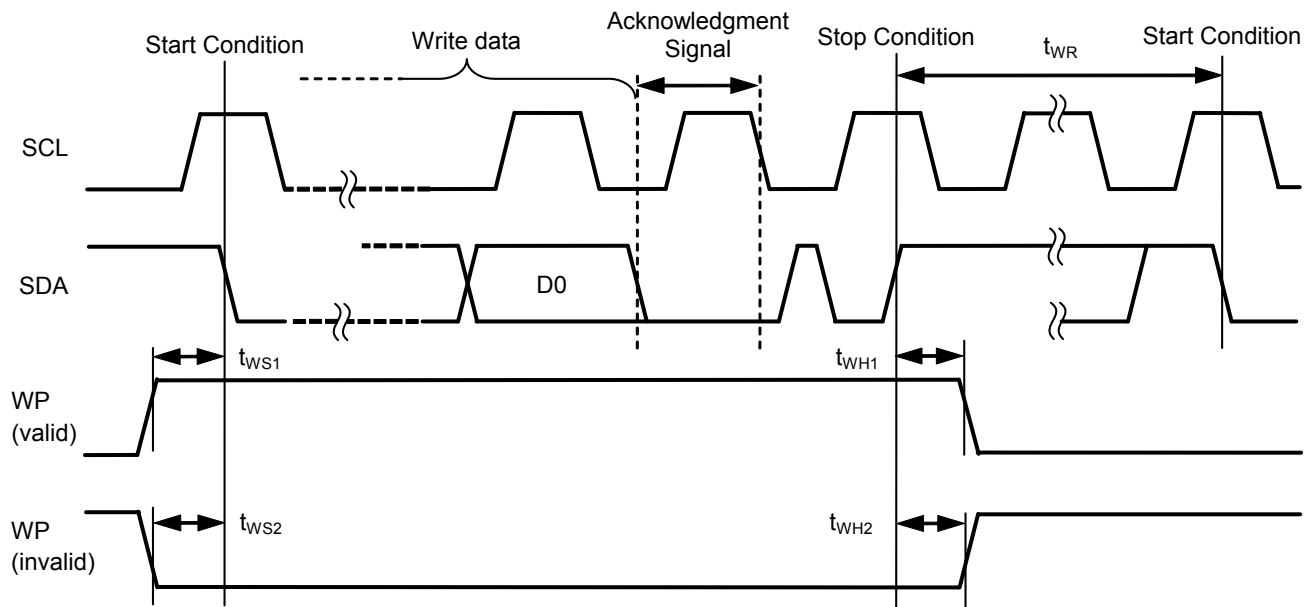 Acknowledgment
Signal
Start Condition
Write data
Stop Condition
tWR
Start Condition
SCL
SDA
D0
tWS1
tWH1
WP
(valid)
tWS2
tWH2
WP
(invalid)